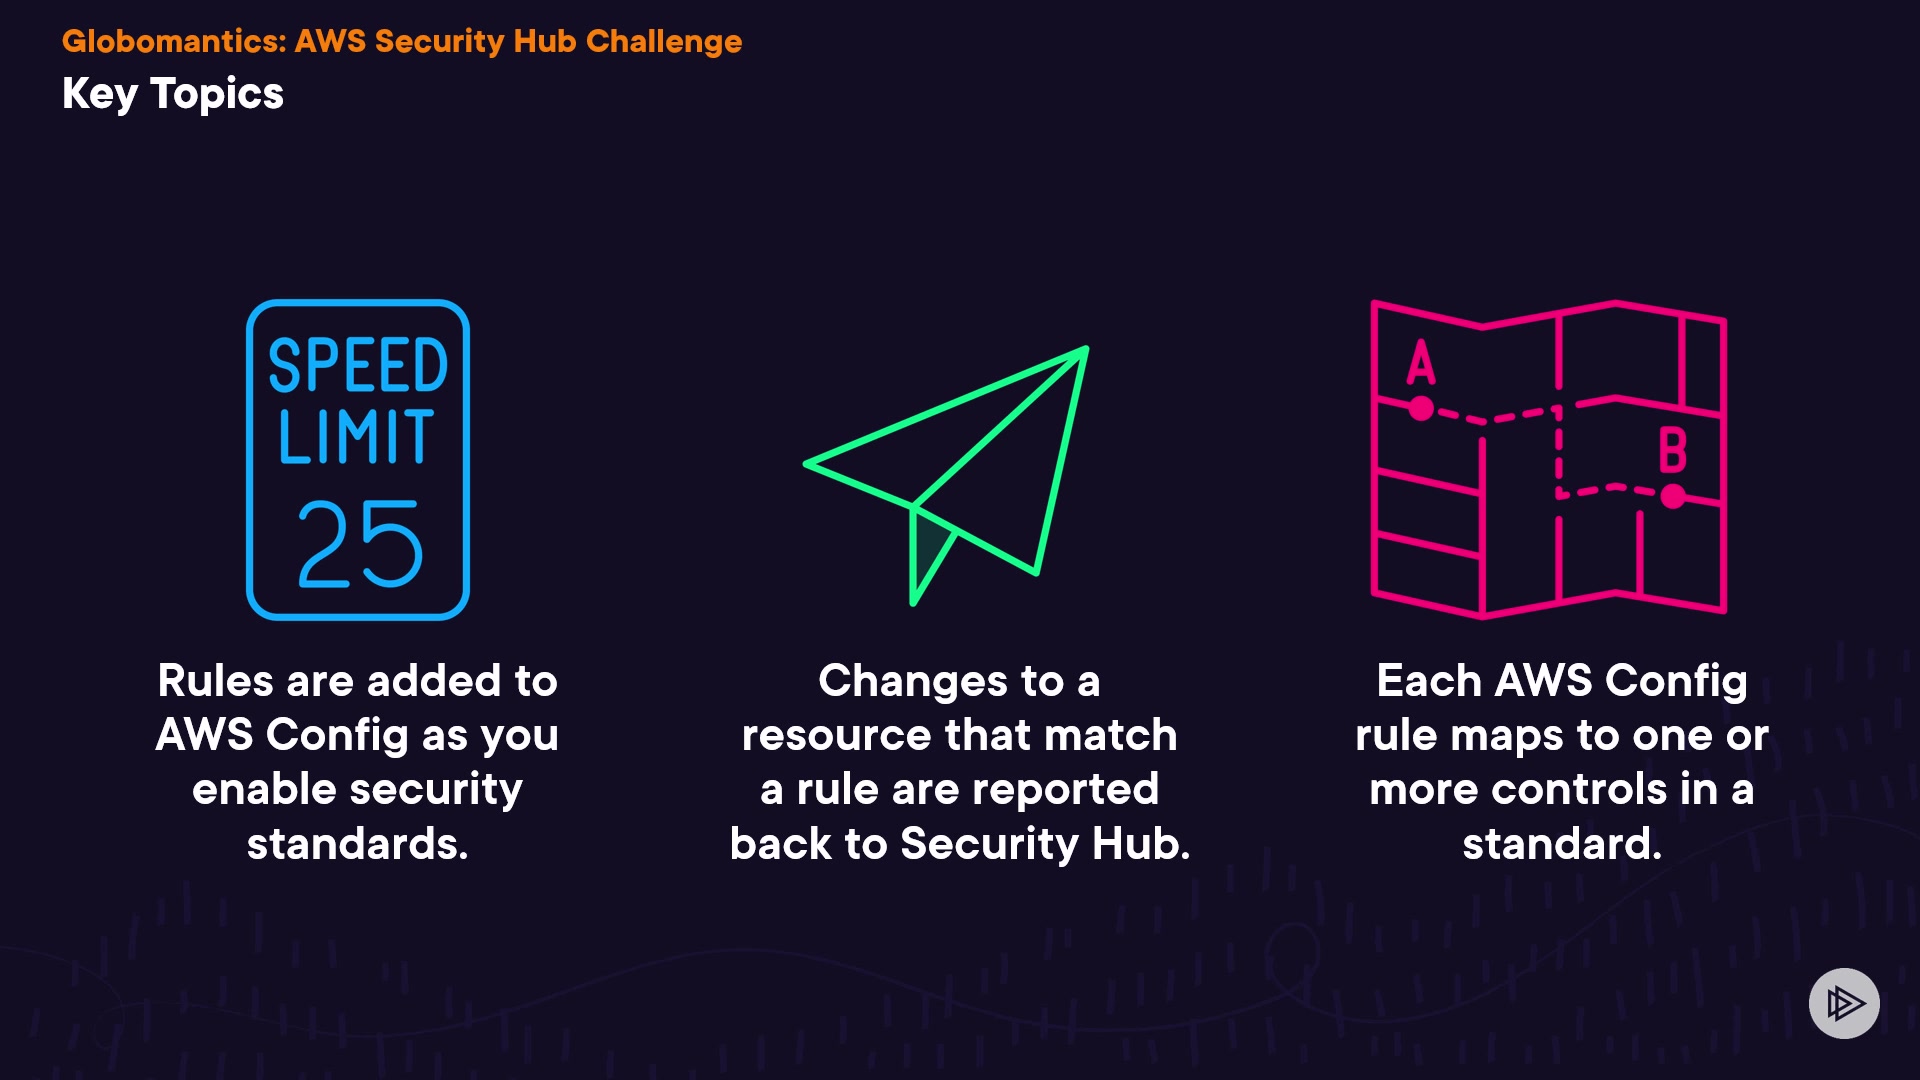 Globomantics: AWS Security Hub Challenge
Key Topics
SPEED
LIMIT
25
Rules are added to
AWS Config as you
enable security
standards.
Changes to a
resource that match
a rule are reported
back to Security Hub.
A
B
Each AWS Config
rule maps to one or
more controls in a
standard.